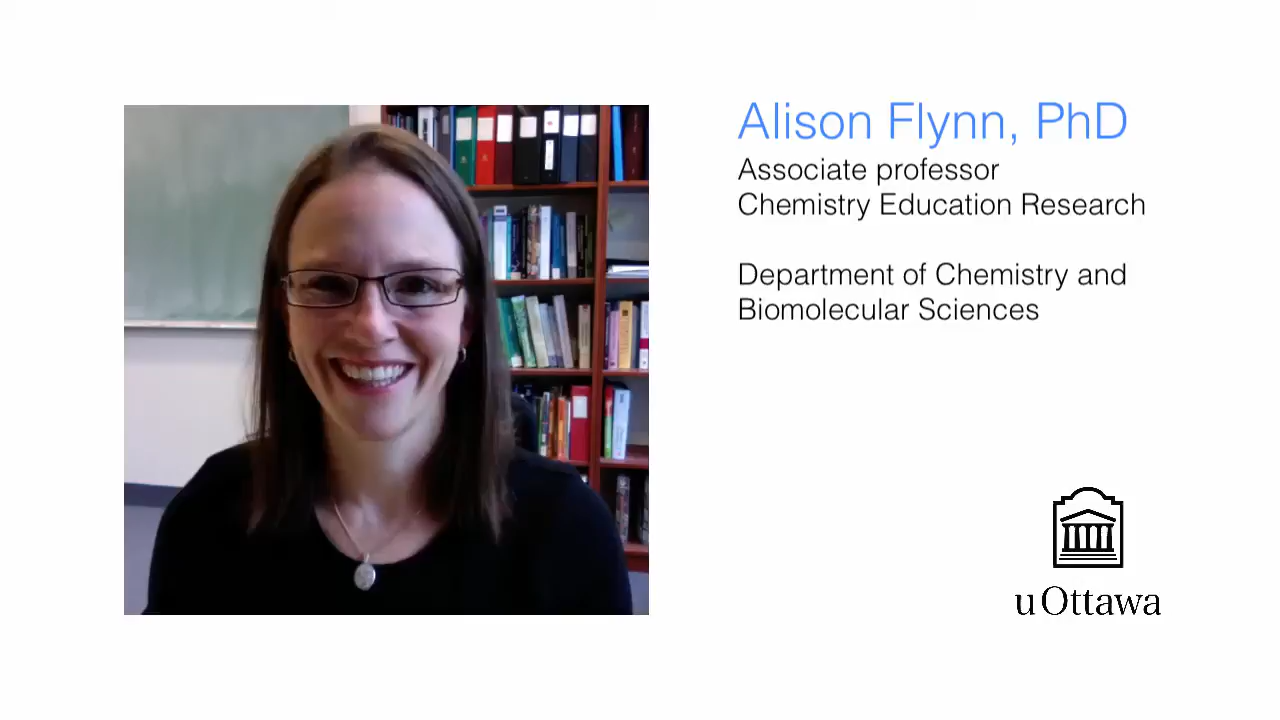 Alison Flynn, PhD
Associate professor
Chemistry Education Research
Department of Chemistry and
Biomolecular Sciences
uOttawa